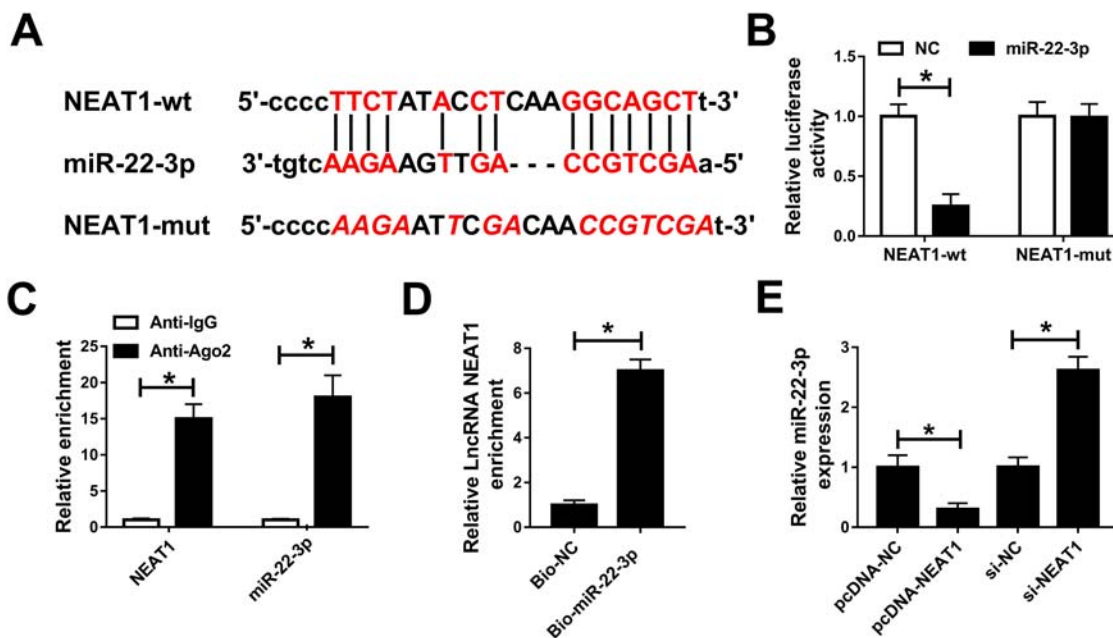 A
NEAT1-wt 5'-ccccTTCTATACCTCAAGGCAGCTt-3'
miR-22-3p 3'-tgtcAAGAAGTTGA---CCGTCGAa-5'
NEAT1-mut 5'-ccccAAGAATTCGACAACCGTCGAt-3'
B
NC miR-22-3p
Relative luciferase
activity
1.5
1.0
0.5
0.0
*
NEAT1-wt NEAT1-mut
C
Anti-IgG
Anti-Ago2
Relative enrichment
25
20
15
10
5
0
* *
NEAT1 miR-22-3p
D
Relative LncRNA NEAT1
enrichment
8
6
4
2
0
*
Bio-NC Bio-miR-22-3p
E
Relative miR-22-3p
expression
3
2
1
0
* *
pcDNA-NC pcDNA-NEAT1 si-NC si-NEAT1